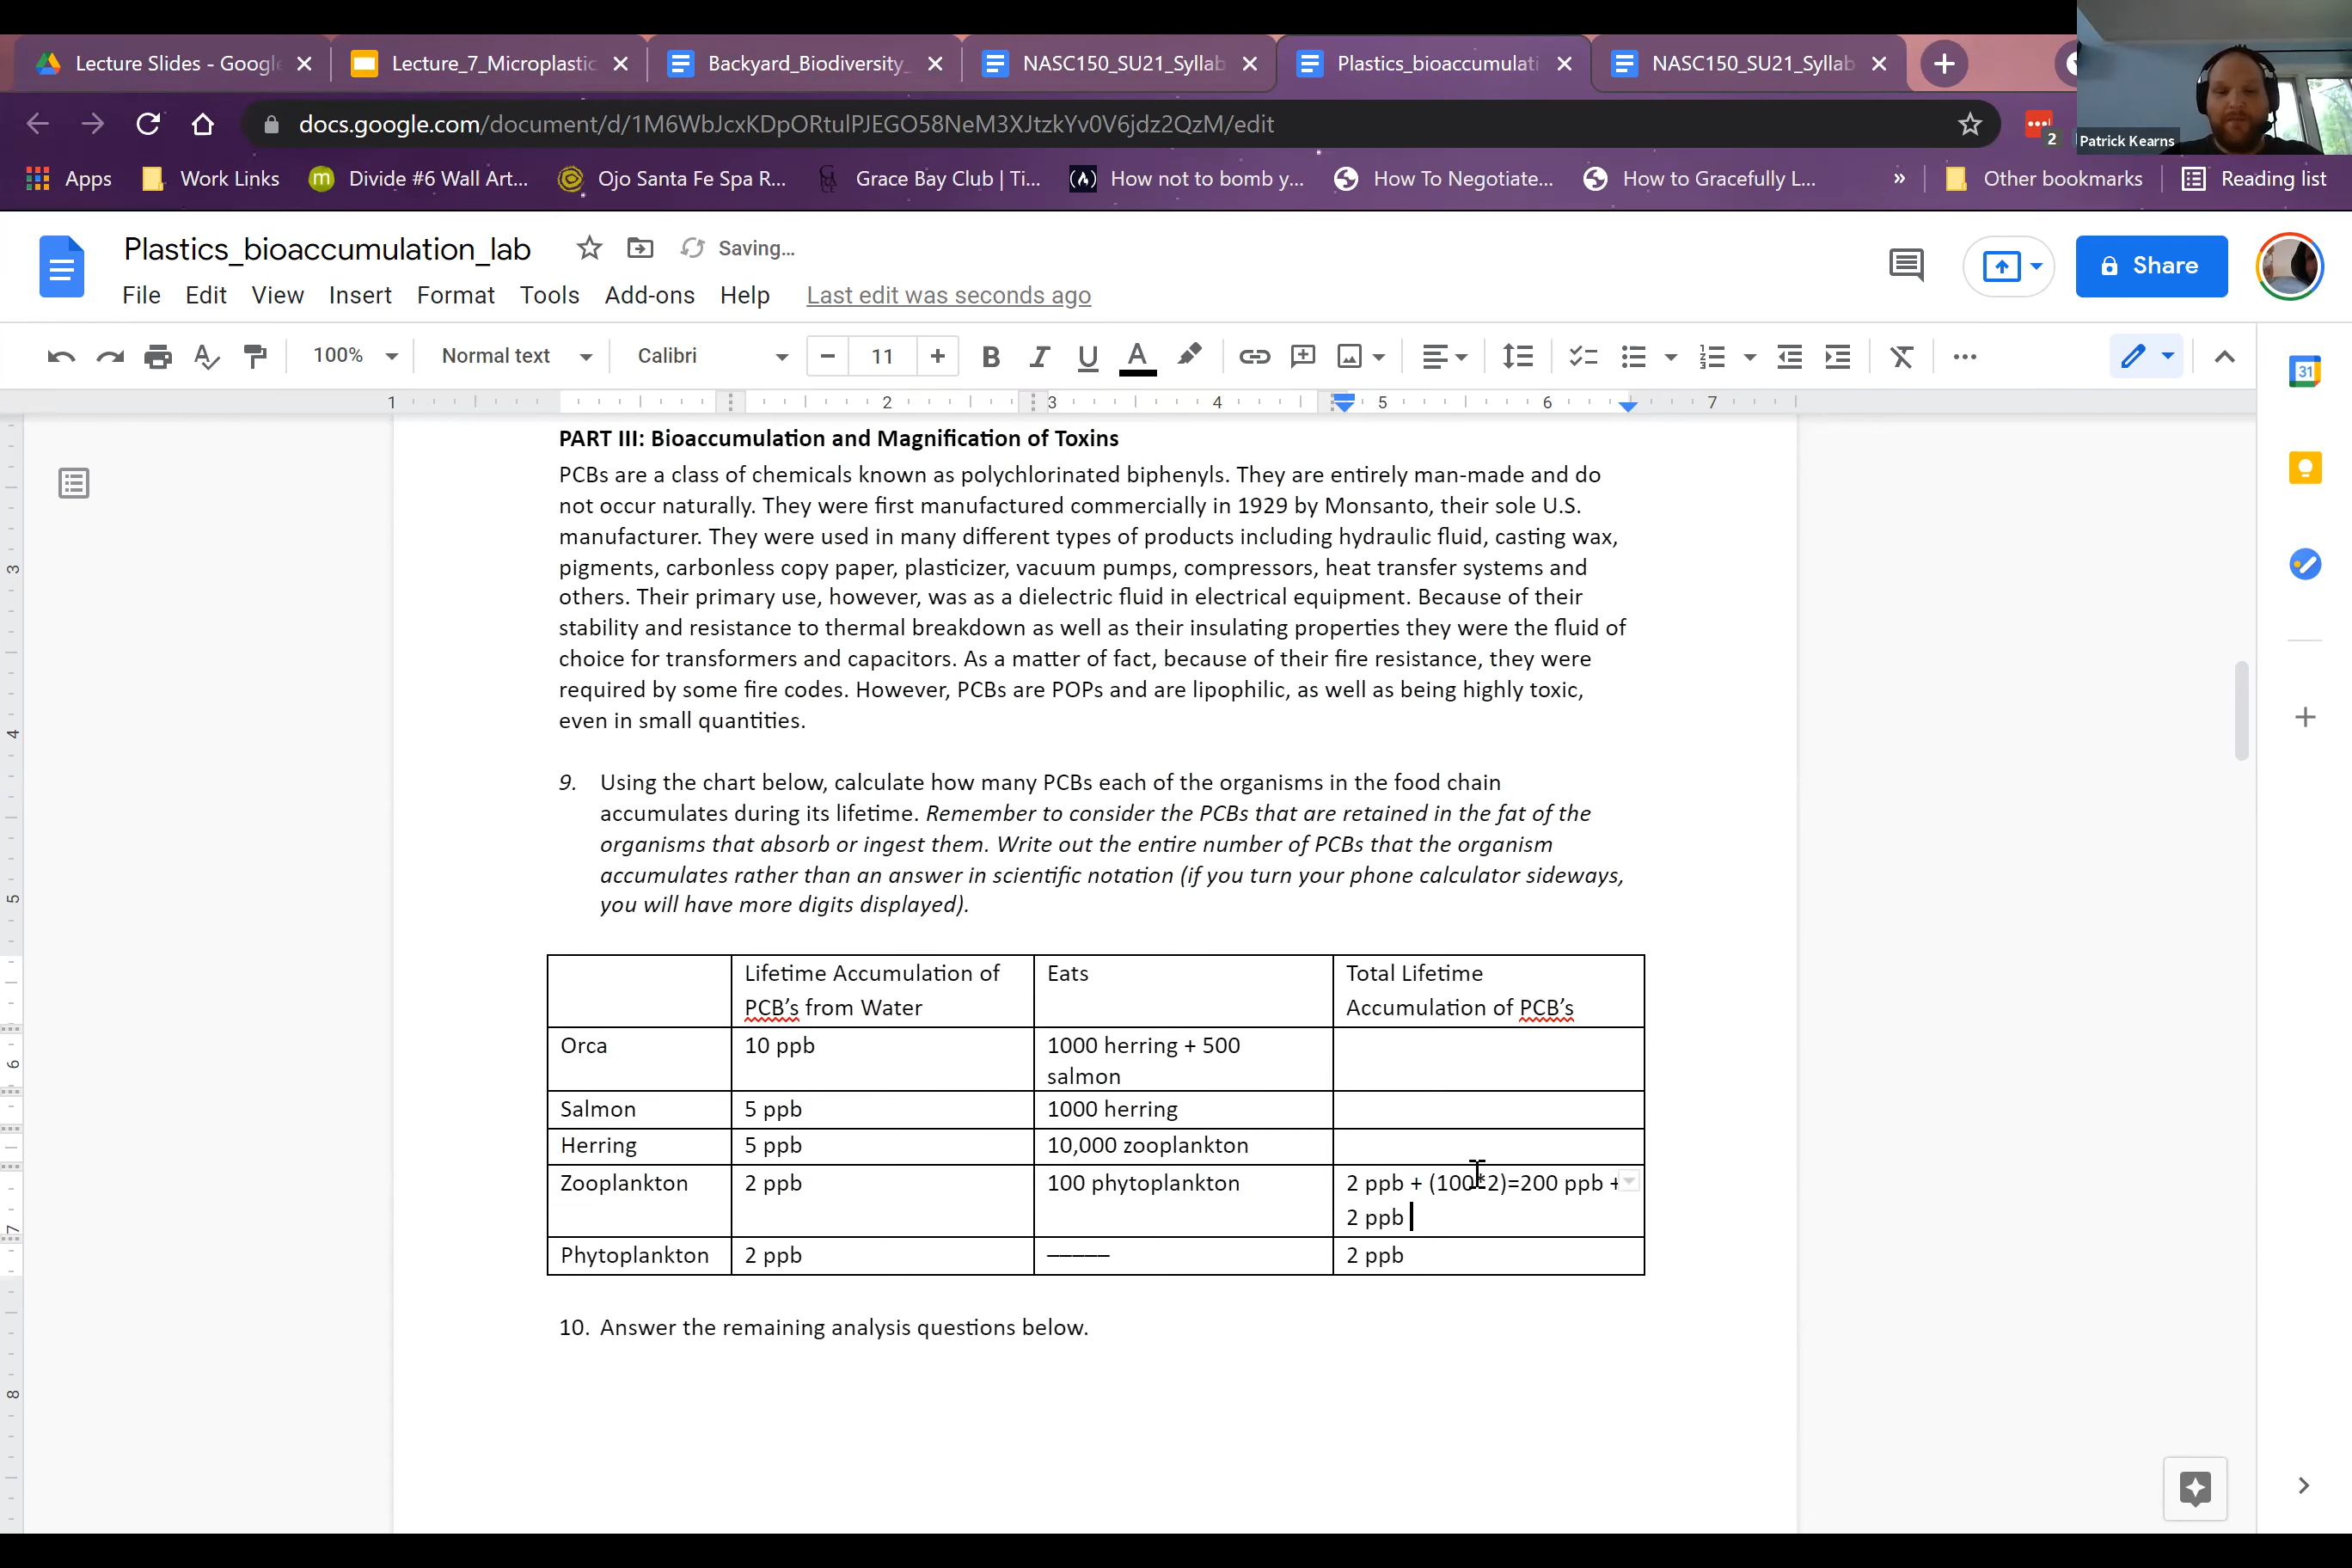 Lecture Slides - Google
Lecture_7_Microplastic
Backyard_Biodiversity_
NASC150_SU21_Syllab
Plastics_bioaccumulati
NASC150_SU21_Syllab
docs.google.com/document/d/1M6WbJcxKDpORtulPJEGO58NeM3XJtzkYv0V6jdz2QzM/edit
2
Patrick Kearns
Apps
Work Links
Divide #6 Wall Art...
Ojo Santa Fe Spa R...
Grace Bay Club | Ti...
How not to bomb y...
How To Negotiate...
How to Gracefully L...
»
Other bookmarks
Reading list
Plastics_bioaccumulation_lab
Saving...
Share
File Edit View Insert Format Tools Add-ons Help Last edit was seconds ago
100% Normal text Calibri 11 B I U A
31
1 2 3 4 5 6 7
PART III: Bioaccumulation and Magnification of Toxins
PCBs are a class of chemicals known as polychlorinated biphenyls. They are entirely man-made and do
not occur naturally. They were first manufactured commercially in 1929 by Monsanto, their sole U.S.
manufacturer. They were used in many different types of products including hydraulic fluid, casting wax,
pigments, carbonless copy paper, plasticizer, vacuum pumps, compressors, heat transfer systems and
others. Their primary use, however, was as a dielectric fluid in electrical equipment. Because of their
stability and resistance to thermal breakdown as well as their insulating properties they were the fluid of
choice for transformers and capacitors. As a matter of fact, because of their fire resistance, they were
required by some fire codes. However, PCBs are POPs and are lipophilic, as well as being highly toxic,
even in small quantities.
9. Using the chart below, calculate how many PCBs each of the organisms in the food chain
accumulates during its lifetime. Remember to consider the PCBs that are retained in the fat of the
organisms that absorb or ingest them. Write out the entire number of PCBs that the organism
accumulates rather than an answer in scientific notation (if you turn your phone calculator sideways,
you will have more digits displayed).
Lifetime Accumulation of
PCB's from Water
Eats
Total Lifetime
Accumulation of PCB's
Orca
10 ppb
1000 herring + 500
salmon
Salmon
5 ppb
1000 herring
Herring
5 ppb
10,000 zooplankton
Zooplankton
2 ppb
100 phytoplankton
2 ppb + (100*2)=200 ppb +
2 ppb
Phytoplankton
2 ppb
-----
2 ppb
10. Answer the remaining analysis questions below.
3
4
5
6
7
8